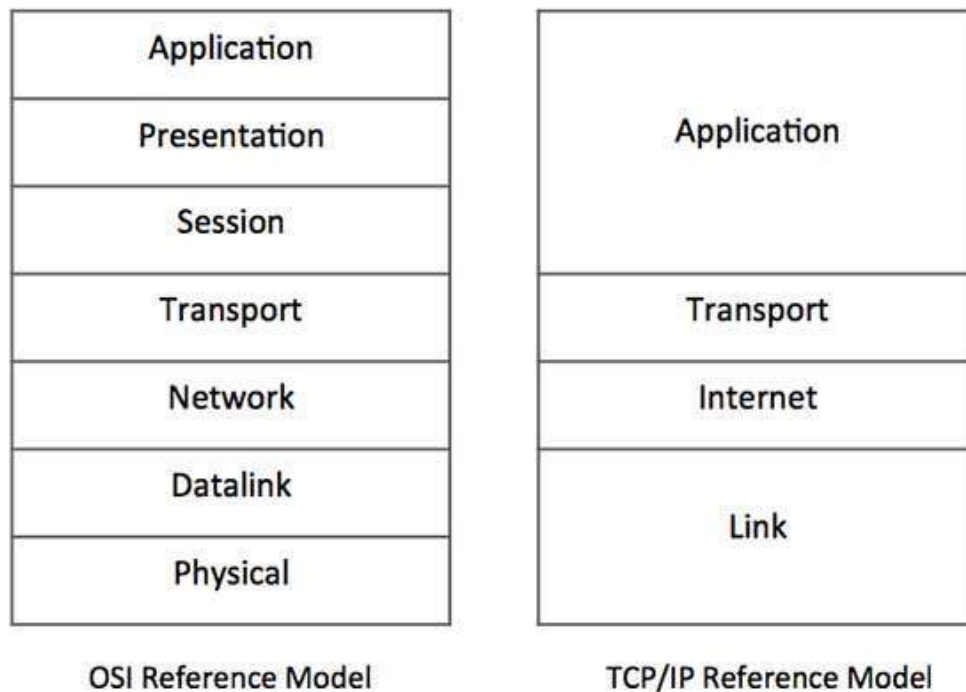 Application
Presentation
Session
Transport
Network
Datalink
Physical
OSI Reference Model
Application
Transport
Internet
Link
TCP/IP Reference Model